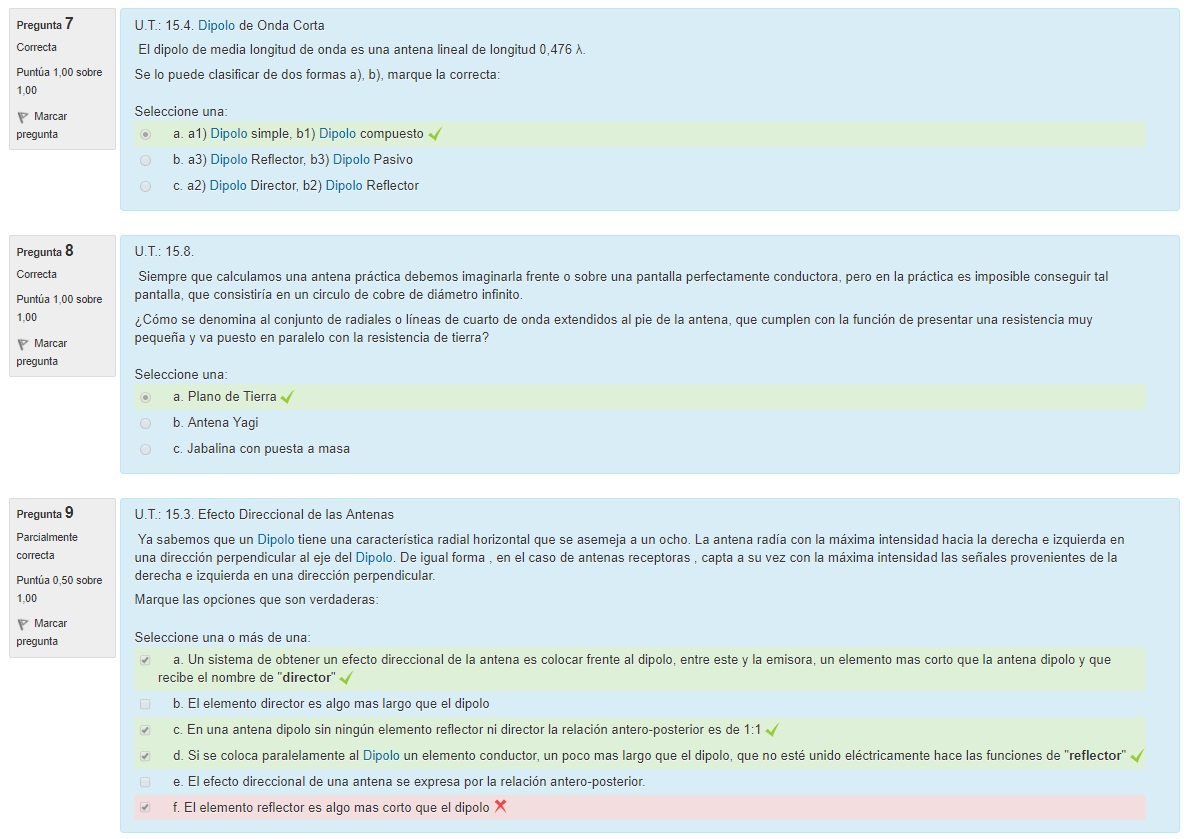 Pregunta 7
Correcta
Puntúa 1,00 sobre
1,00
Marcar
pregunta
U.T.: 15.4. Dipolo de Onda Corta
El dipolo de media longitud de onda es una antena lineal de longitud 0,476 λ.
Se lo puede clasificar de dos formas a), b), marque la correcta:
Seleccione una:
a. a1) Dipolo simple, b1) Dipolo compuesto
b. a3) Dipolo Reflector, b3) Dipolo Pasivo
c. a2) Dipolo Director, b2) Dipolo Reflector
Pregunta 8
Correcta
Puntúa 1,00 sobre
1,00
Marcar
pregunta
U.T.: 15.8.
Siempre que calculamos una antena práctica debemos imaginarla frente o sobre una pantalla perfectamente conductora, pero en la práctica es imposible conseguir tal
pantalla, que consistiría en un circulo de cobre de diámetro infinito.
¿Cómo se denomina al conjunto de radiales o líneas de cuarto de onda extendidos al pie de la antena, que cumplen con la función de presentar una resistencia muy
pequeña y va puesto en paralelo con la resistencia de tierra?
Seleccione una:
a. Plano de Tierra
b. Antena Yagi
c. Jabalina con puesta a masa
Pregunta 9
Parcialmente
correcta
Puntúa 0,50 sobre
1,00
Marcar
pregunta
U.T.: 15.3. Efecto Direccional de las Antenas
Ya sabemos que un Dipolo tiene una característica radial horizontal que se asemeja a un ocho. La antena radía con la máxima intensidad hacia la derecha e izquierda en
una dirección perpendicular al eje del Dipolo. De igual forma , en el caso de antenas receptoras , capta a su vez con la máxima intensidad las señales provenientes de la
derecha e izquierda en una dirección perpendicular.
Marque las opciones que son verdaderas:
Seleccione una o más de una:
a. Un sistema de obtener un efecto direccional de la antena es colocar frente al dipolo, entre este y la emisora, un elemento mas corto que la antena dipolo y que
recibe el nombre de "director"
b. El elemento director es algo mas largo que el dipolo
c. En una antena dipolo sin ningún elemento reflector ni director la relación antero-posterior es de 1:1
d. Si se coloca paralelamente al Dipolo un elemento conductor, un poco mas largo que el dipolo, que no esté unido eléctricamente hace las funciones de "reflector"
e. El efecto direccional de una antena se expresa por la relación antero-posterior.
f. El elemento reflector es algo mas corto que el dipolo